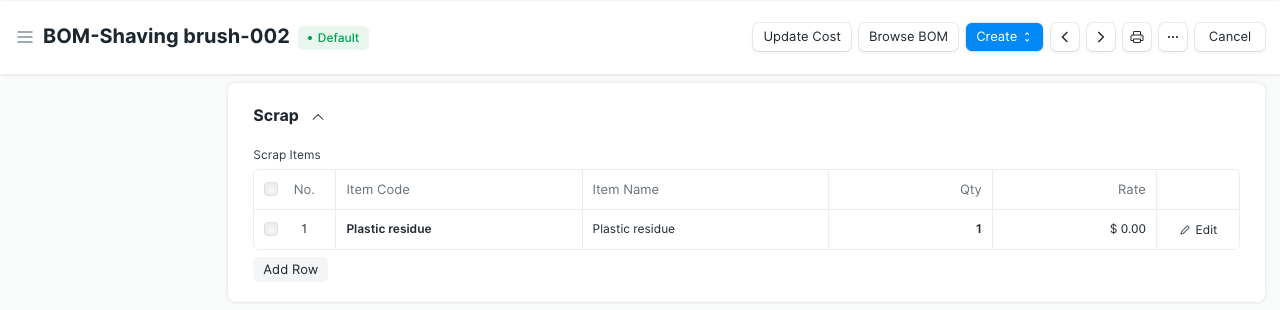 BOM-Shaving brush-002 • Default Update Cost Browse BOM Create ... Cancel
Scrap
Scrap Items
No. Item Code Item Name Qty Rate
1 Plastic residue Plastic residue 1 $ 0.00 Edit
Add Row